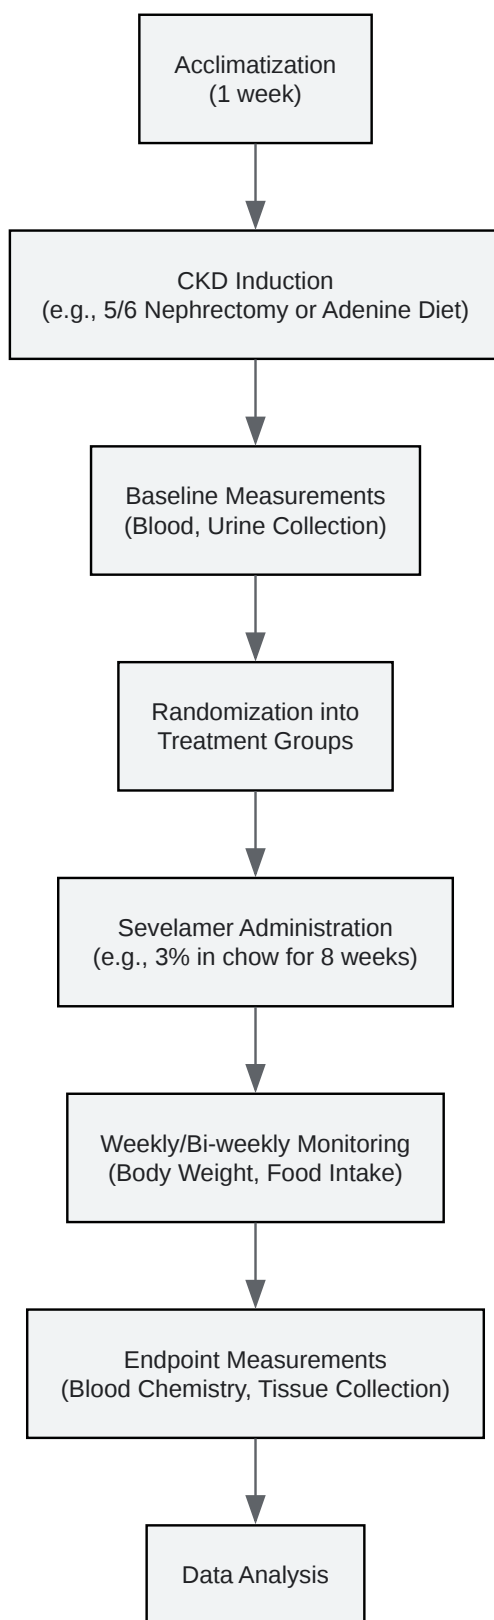 Acclimatization
(1 week)
CKD Induction
(e.g., 5/6 Nephrectomy or Adenine Diet)
Baseline Measurements
(Blood, Urine Collection)
Randomization into
Treatment Groups
Sevelamer Administration
(e.g., 3% in chow for 8 weeks)
Weekly/Bi-weekly Monitoring
(Body Weight, Food Intake)
Endpoint Measurements
(Blood Chemistry, Tissue Collection)
Data Analysis